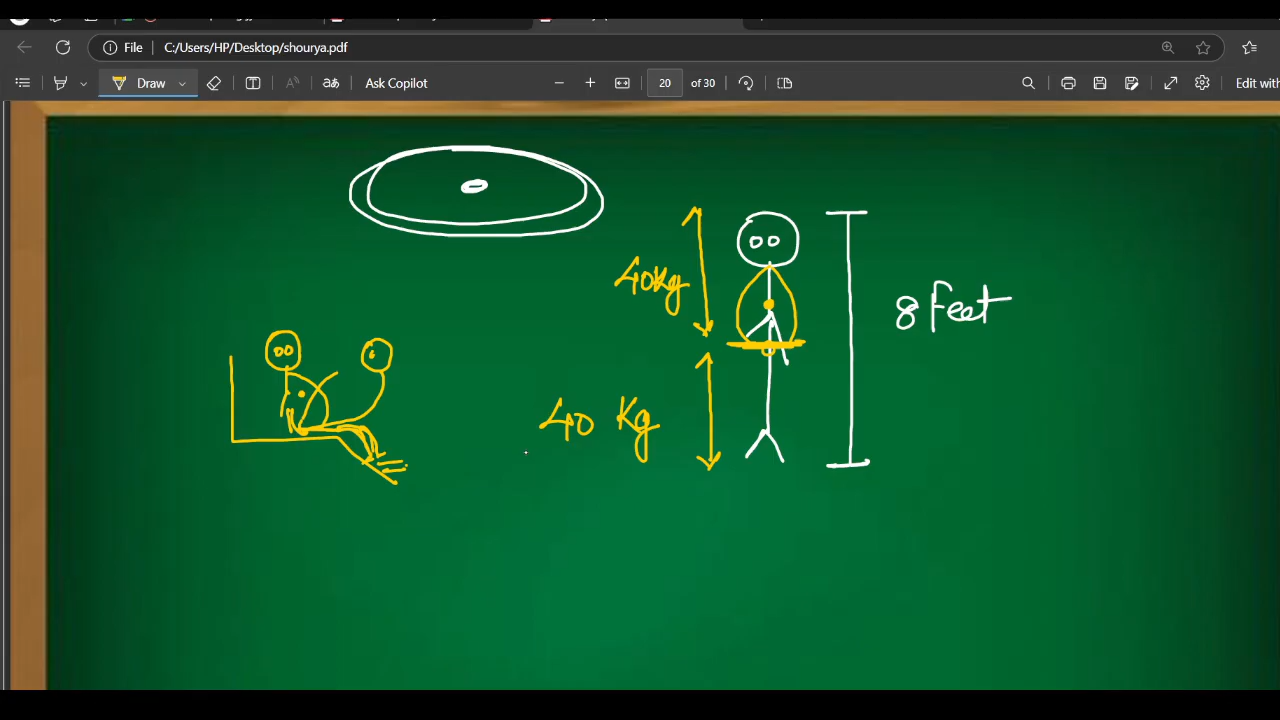 File
C:/Users/HP/Desktop/shourya.pdf
Draw
Ask Copilot
20 of 30
Edit with
40Kg
8 feet
40 Kg